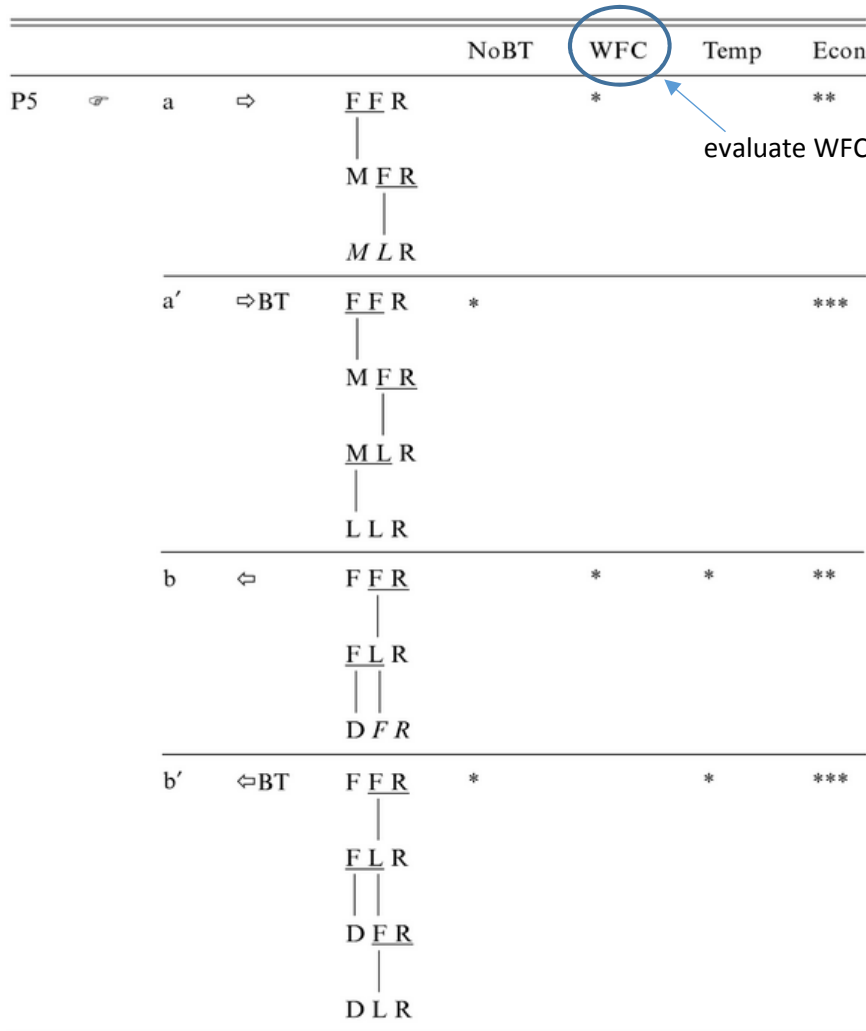 NoBT WFC Temp Econ
P5 ☞ a ⇨ F F R * **
evaluate WFC
M F R
M L R
a′ ⇨BT F F R * ***
M F R
M L R
L L R
b ⇦ F F R * * **
F L R
D F R
b′ ⇦BT F F R * * ***
F L R
D F R
D L R